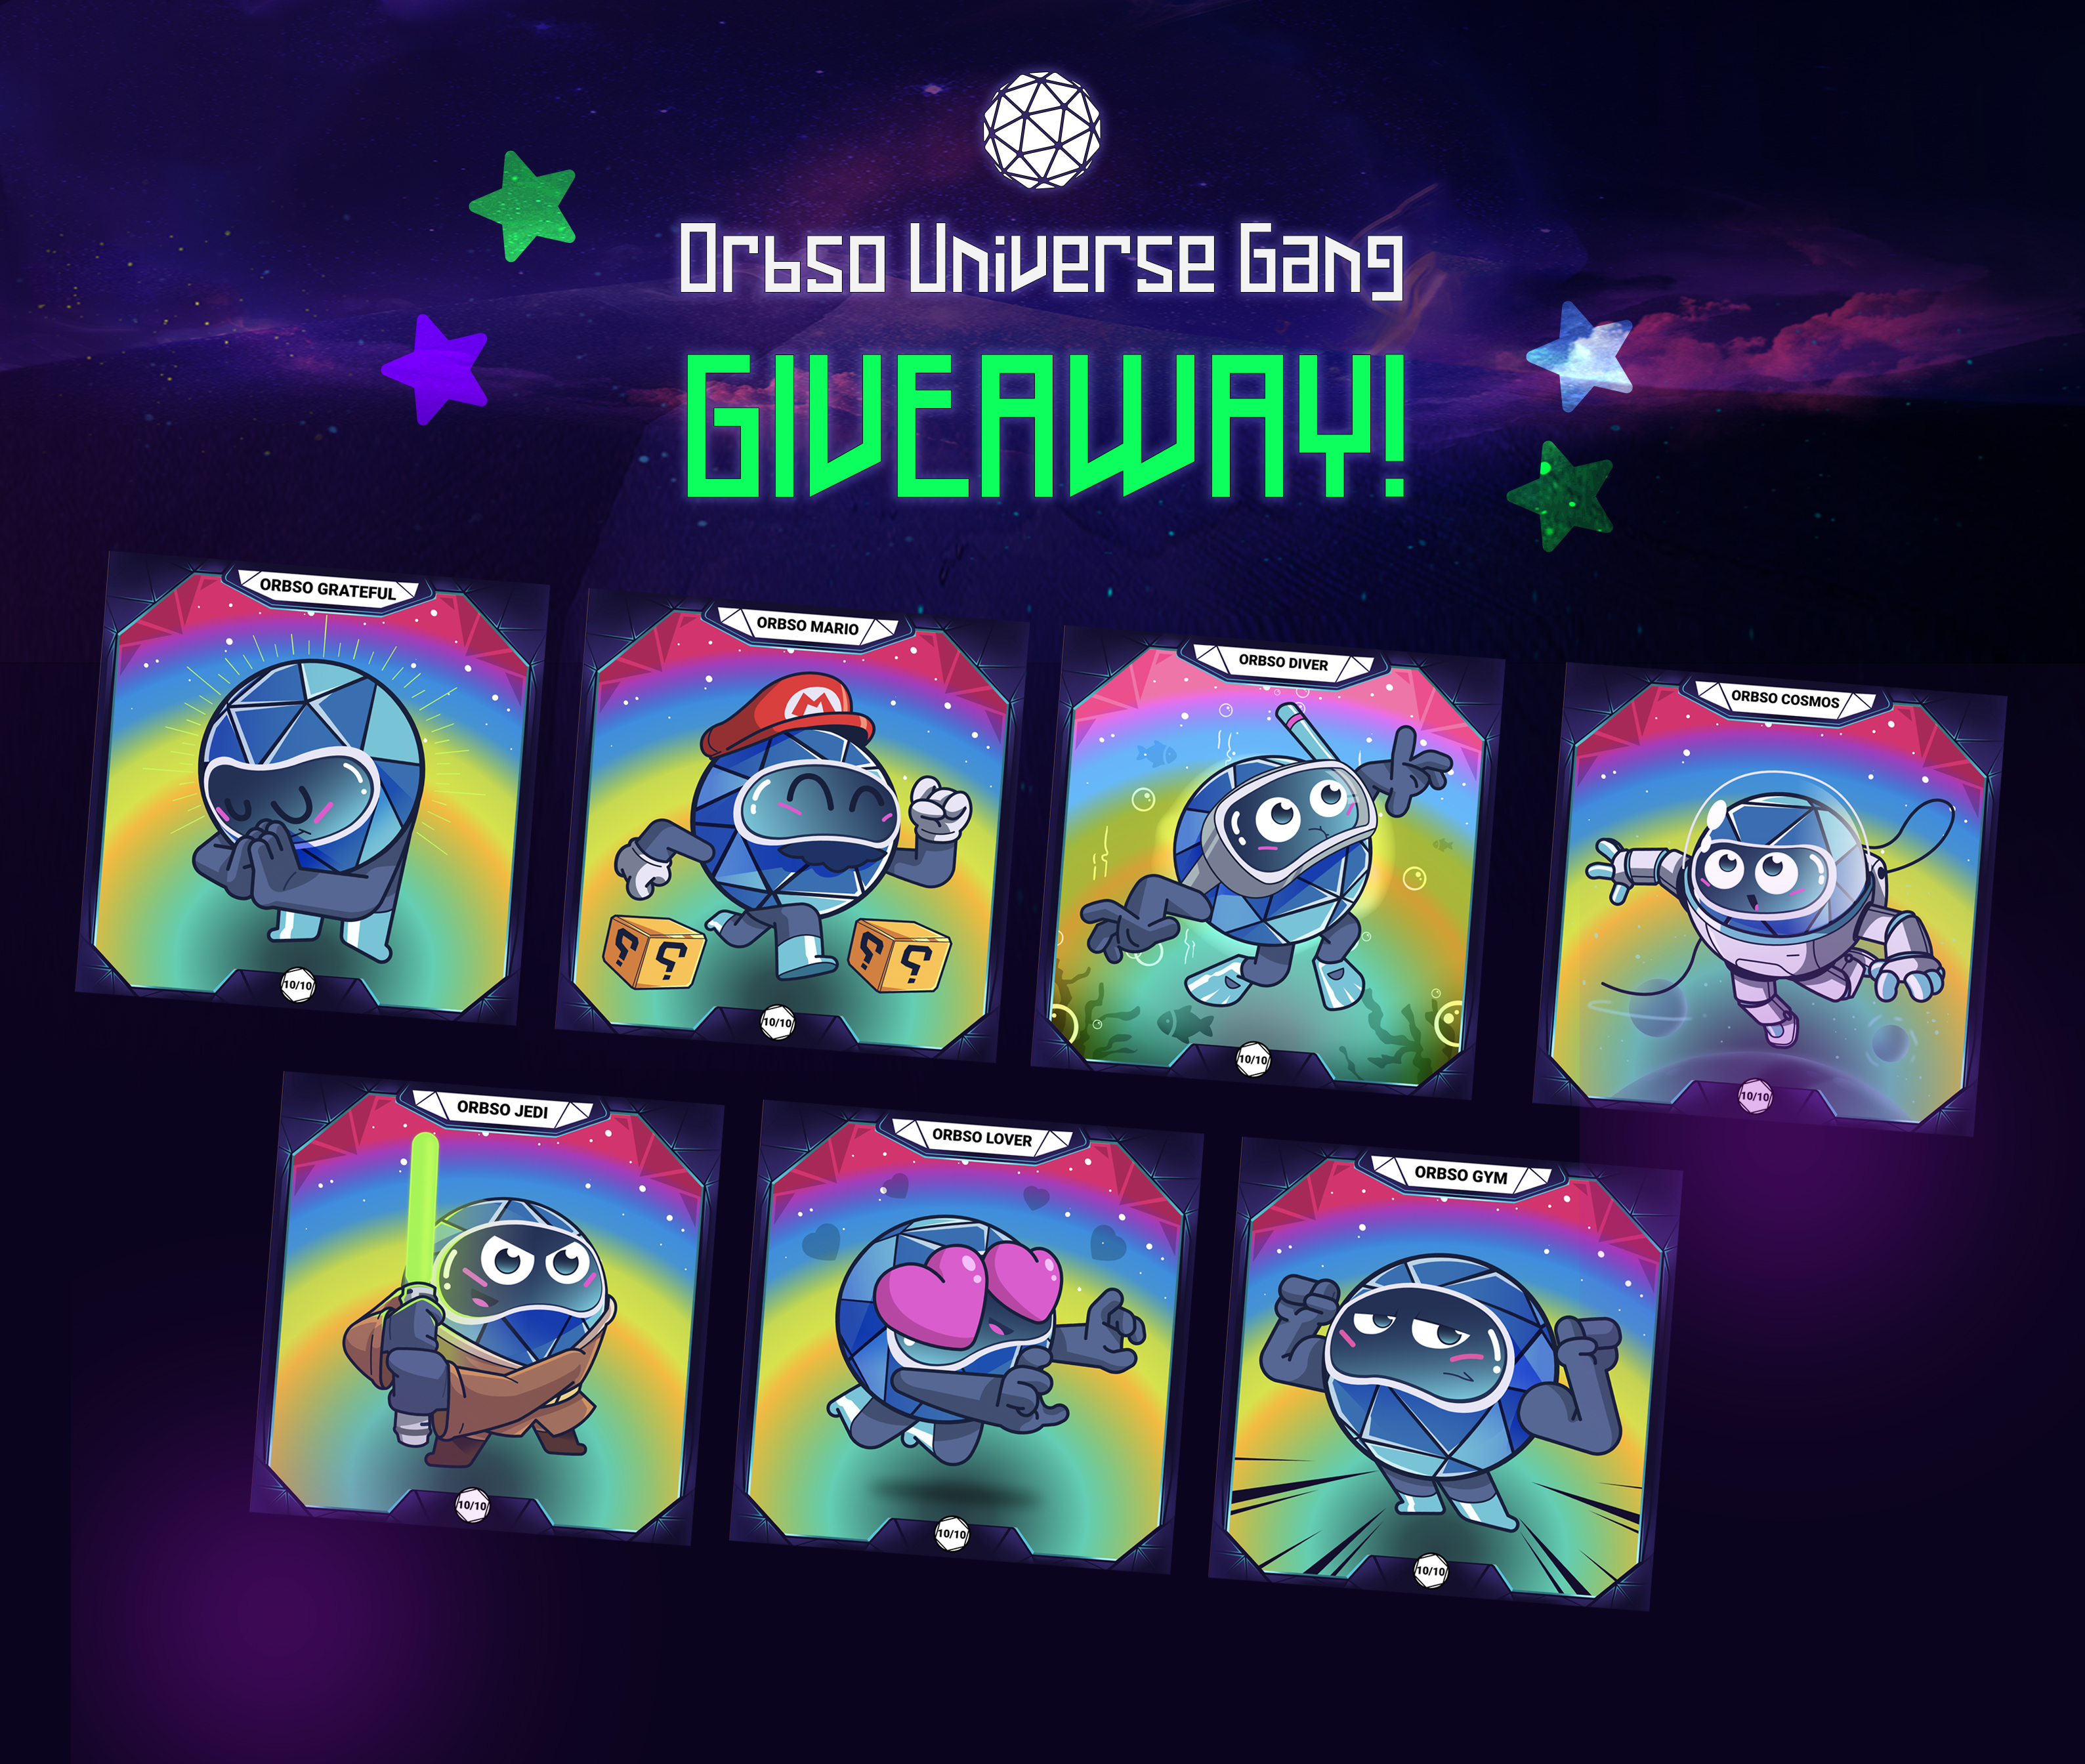 Orbso Universe Gang
GIVEAWAY!
ORBSO GRATEFUL
10/10
ORBSO MARIO
M
? ?
? ?
10/10
ORBSO DIVER
10/10
ORBSO COSMOS
10/10
ORBSO JEDI
10/10
ORBSO LOVER
10/10
ORBSO GYM
10/10